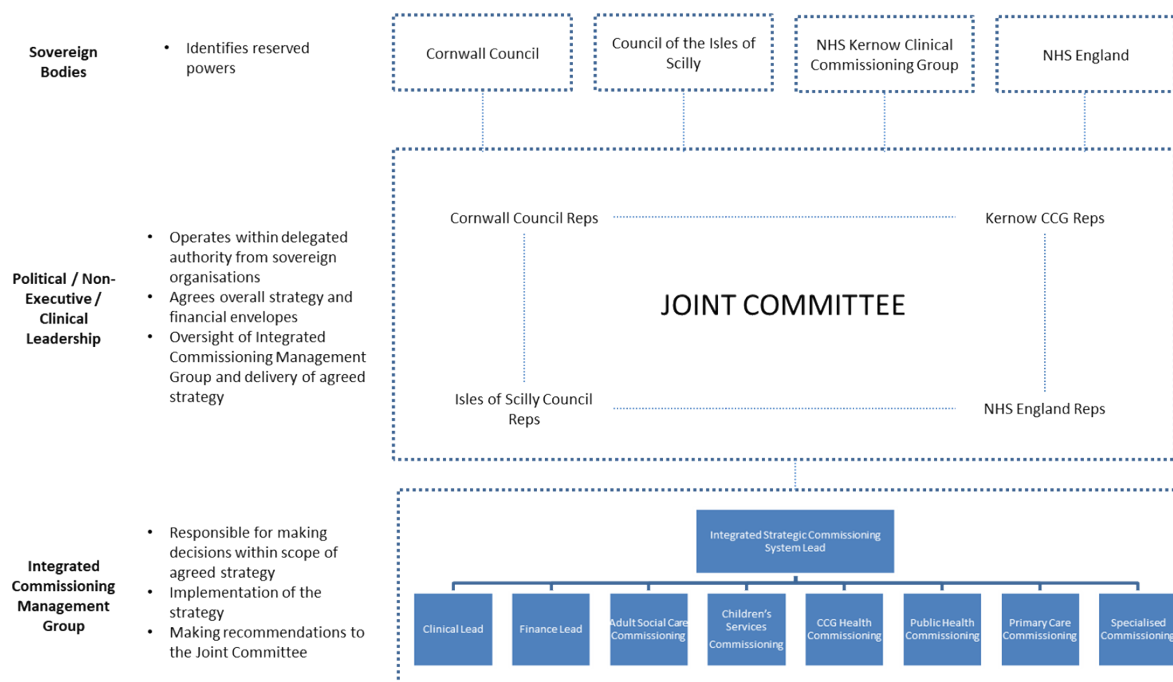 Sovereign
Bodies
• Identifies reserved
powers
Cornwall Council
Council of the Isles of
Scilly
NHS Kernow Clinical
Commissioning Group
NHS England
Political / Non-
Executive /
Clinical
Leadership
• Operates within delegated
authority from sovereign
organisations
• Agrees overall strategy and
financial envelopes
• Oversight of Integrated
Commissioning Management
Group and delivery of agreed
strategy
Cornwall Council Reps
Kernow CCG Reps
JOINT COMMITTEE
Isles of Scilly Council
Reps
NHS England Reps
Integrated
Commissioning
Management
Group
• Responsible for making
decisions within scope of
agreed strategy
• Implementation of the
strategy
• Making recommendations to
the Joint Committee
Integrated Strategic Commissioning
System Lead
Clinical Lead
Finance Lead
Adult Social Care
Commissioning
Children's
Services
Commissioning
CCG Health
Commissioning
Public Health
Commissioning
Primary Care
Commissioning
Specialised
Commissioning